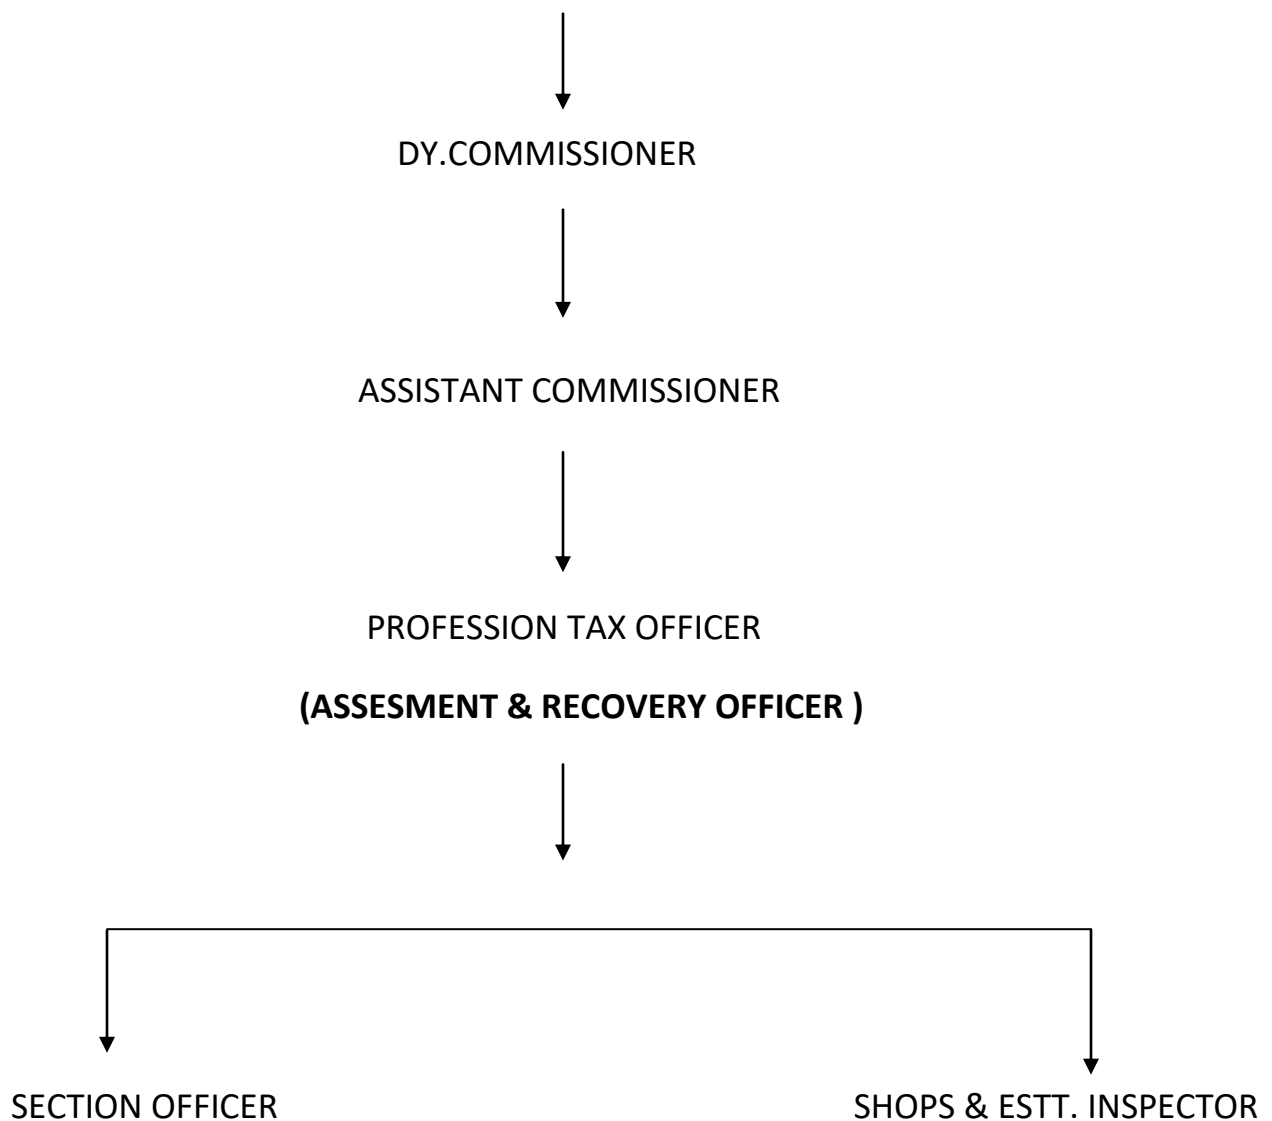 DY.COMMISSIONER
ASSISTANT COMMISSIONER
PROFESSION TAX OFFICER
(ASSESMENT & RECOVERY OFFICER )
SECTION OFFICER
SHOPS & ESTT. INSPECTOR